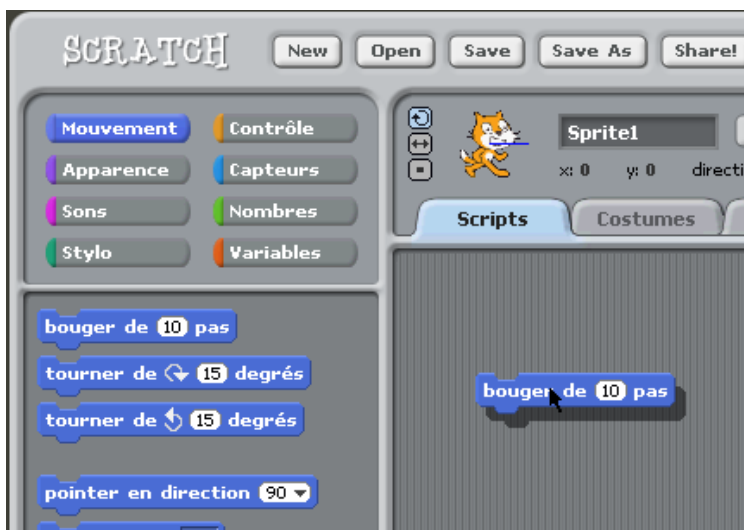 SCRATCH
New
Open
Save
Save As
Share!
Mouvement
Contrôle
Apparence
Capteurs
Sons
Nombres
Stylo
Variables
Sprite1
x: 0 y: 0
Scripts
Costumes
bouger de 10 pas
tourner de 15 degrés
tourner de 15 degrés
pointer en direction 90
bouger de 10 pas